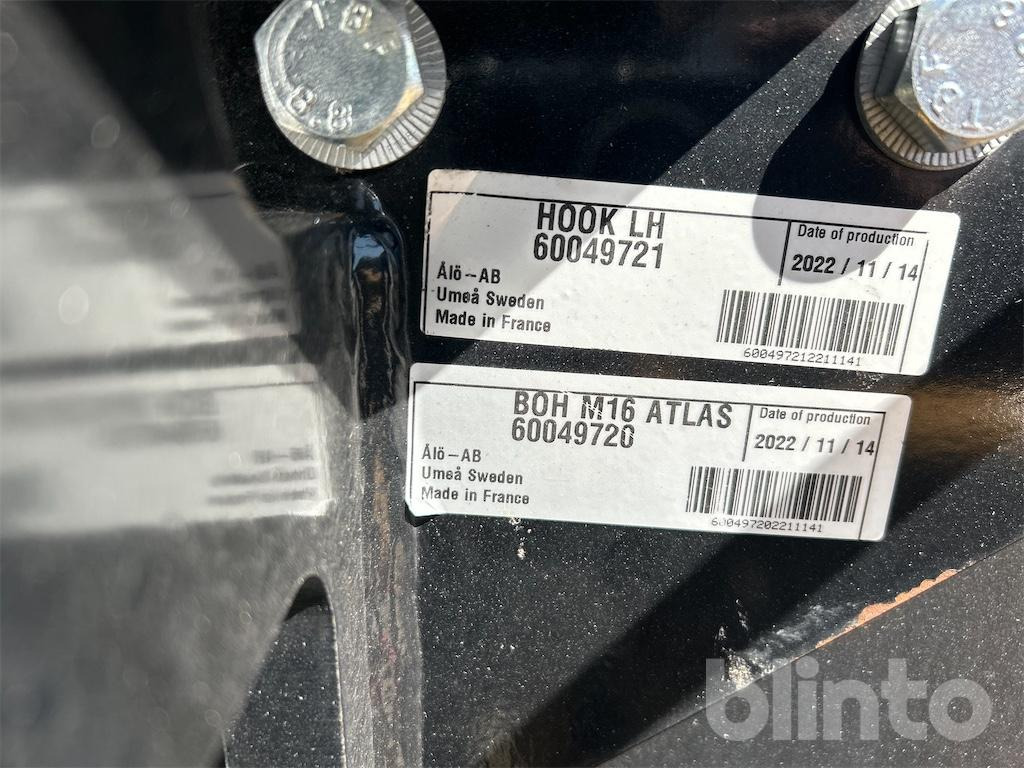 8.8
HOOK LH
60049721
Date of production
2022 / 11 / 14
Ålö-AB
Umeå Sweden
Made in France
600497212211141
BOH M16 ATLAS
60049720
Date of production
2022 / 11 / 14
Ålö-AB
Umeå Sweden
Made in France
600497202211141
blinto